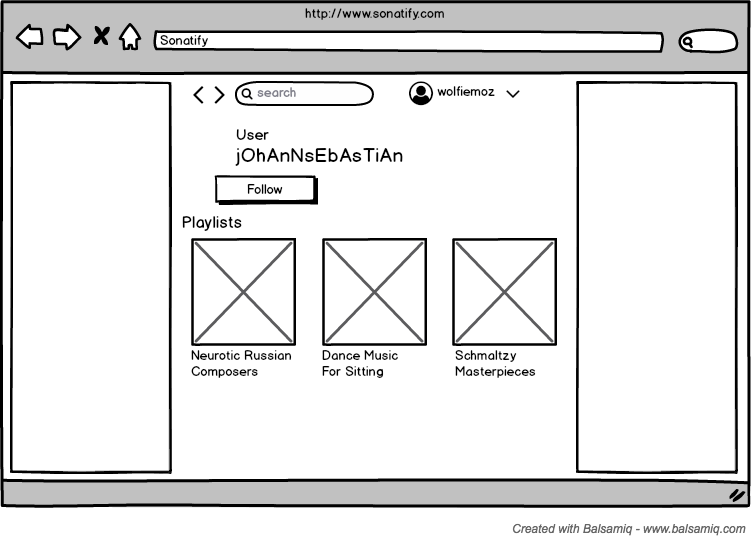 http://www.sonatify.com
Sonatify
search
wolfiemoz
User
jOhAnNsEbAsTiAn
Follow
Playlists
Neurotic Russian
Composers
Dance Music
For Sitting
Schmaltzy
Masterpieces
Created with Balsamiq - www.balsamiq.com